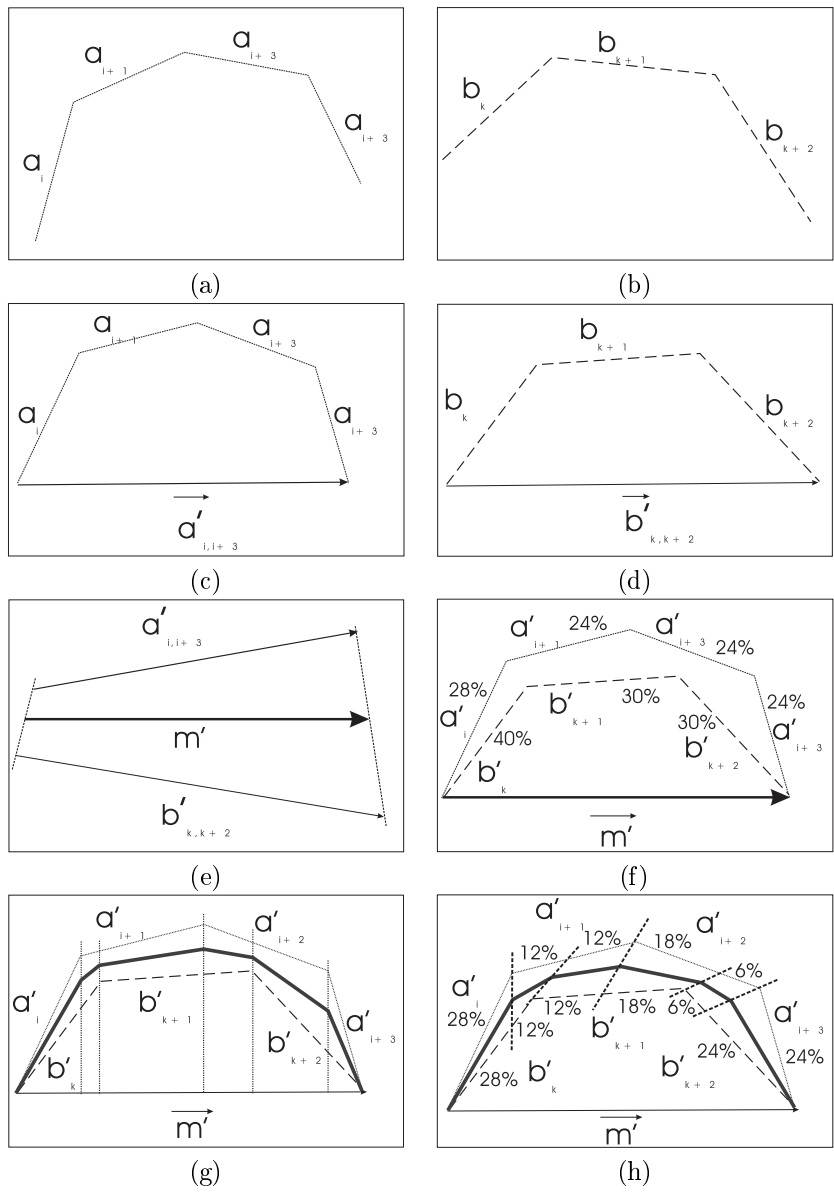 a i+ 1
a i+ 3
a i
a i+ 3
(a)
b k
b k+ 1
b k + 2
(b)
a i+ 1
a i+ 3
a i
a i+ 3
a′ i, i+ 3
(c)
b k+ 1
b k
b k + 2
b′ k, k + 2
(d)
a′ i, i+ 3
m′
b′ k, k + 2
(e)
a′ i+ 1 24% a′ i+ 3 24%
28% 30% 24%
a′ i 40% b′ k+ 1 30% a′ i+ 3
b′ k b′ k + 2
m′
(f)
a′ i+ 1 a′ i+ 2
a′ i b′ k+ 1 a′ i+ 3
b′ k b′ k + 2
m′
(g)
a′ i+ 1 12% 12% 18% a′ i+ 2
a′ i 6%
28% 12% 12% 18% 6% a′ i+ 3
b′ k+ 1 24% 24%
28% b′ k b′ k + 2
m′
(h)